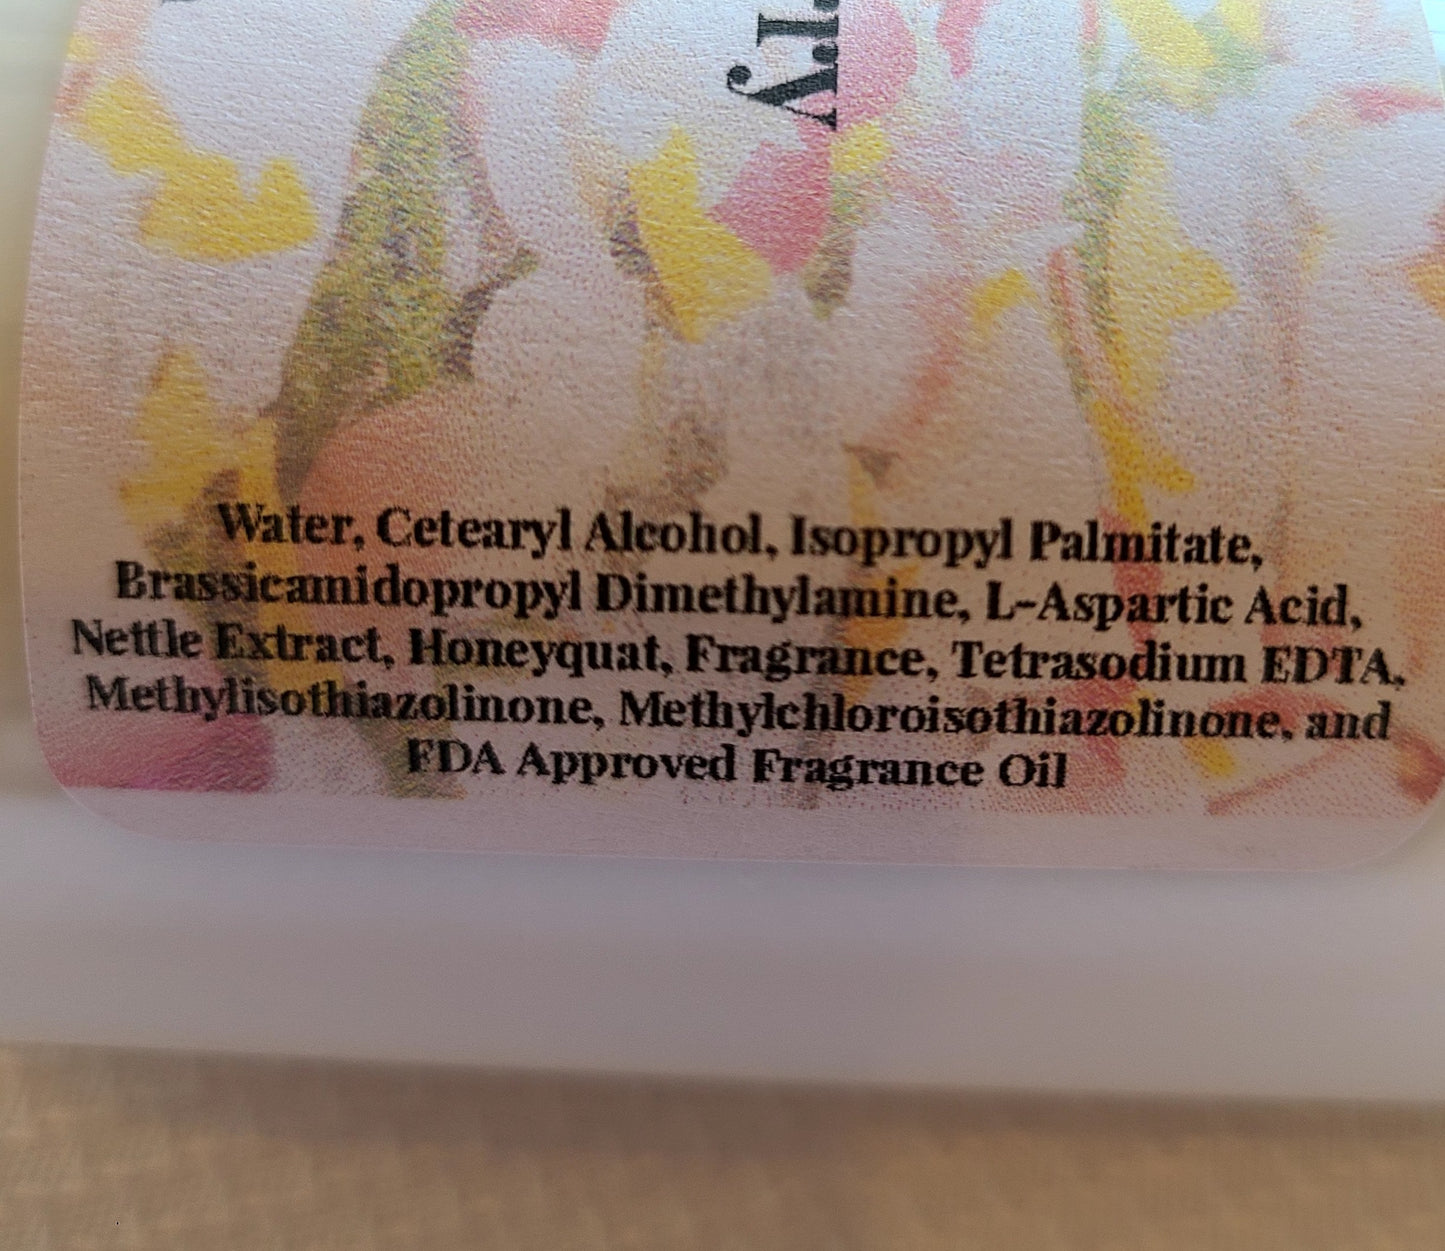 Water, Cetearyl Alcohol, Isopropyl Palmitate,
Brassicamidopropyl Dimethylamine, L-Aspartic Acid,
Nettle Extract, Honeyquat, Fragrance, Tetrasodium EDTA,
Methylisothiazolinone, Methylchloroisothiazolinone, and
FDA Approved Fragrance Oil